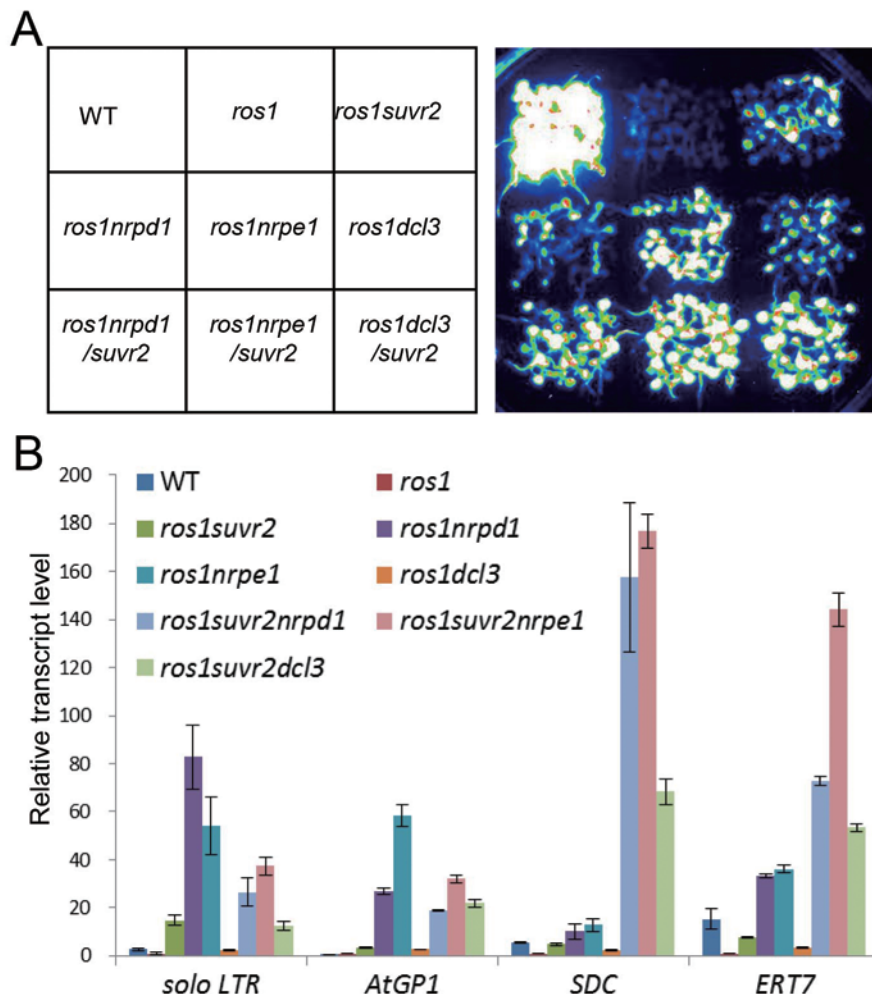 A
WT ros1 ros1suvr2
ros1nrpd1 ros1nrpe1 ros1dcl3
ros1nrpd1 ros1nrpe1 ros1dcl3
/suvr2 /suvr2 /suvr2
B
200
180
160
140
120
100
80
60
40
20
0
Relative transcript level
WT ros1
ros1suvr2 ros1nrpd1
ros1nrpe1 ros1dcl3
ros1suvr2nrpd1 ros1suvr2nrpe1
ros1suvr2dcl3
solo LTR AtGP1 SDC ERT7